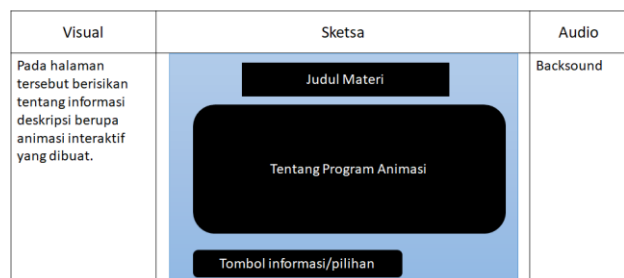 Visual
Sketsa
Audio
Pada halaman
tersebut berisikan
tentang informasi
deskripsi berupa
animasi interaktif
yang dibuat.
Judul Materi
Tentang Program Animasi
Tombol informasi/pilihan
Backsound